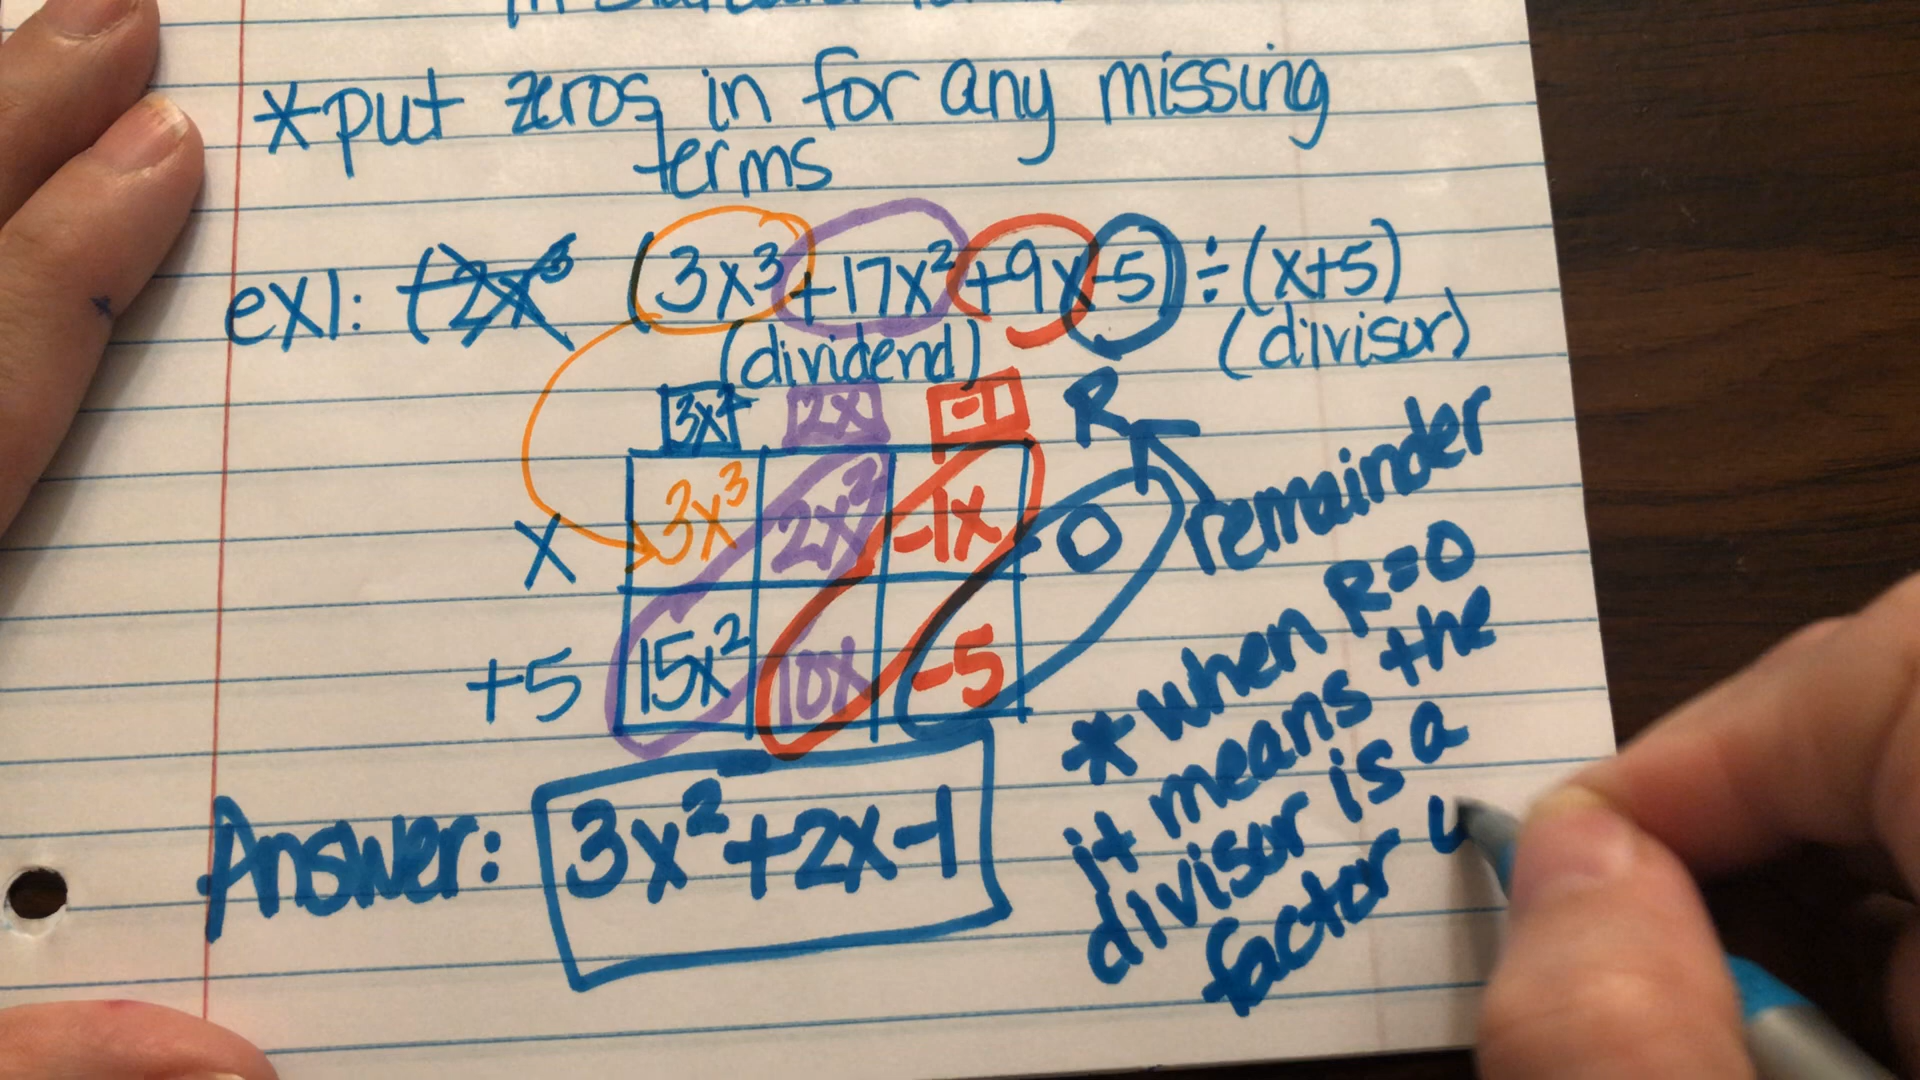 *put zeros in for any missing
terms
ex1: (3x³+17x²+9x-5)÷(x+5)
(dividend) (divisor)
3x² 2x -1 R
remainder
x 3x³ 2x² -1x 0
+5 15x² 10x -5
*when R=0
it means the
divisor is a
factor
Answer: 3x²+2x-1